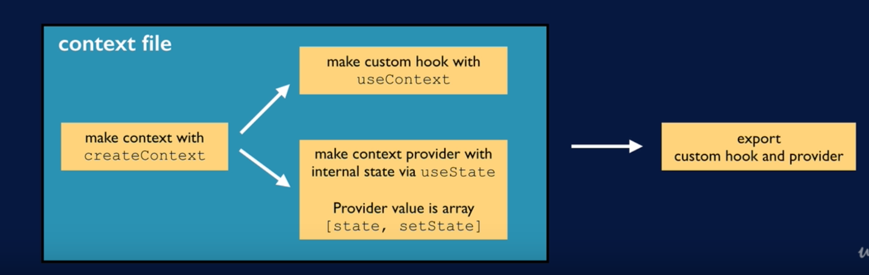 context file
make custom hook with
useContext
make context with
createContext
make context provider with
internal state via useState
Provider value is array
[state, setState]
export
custom hook and provider